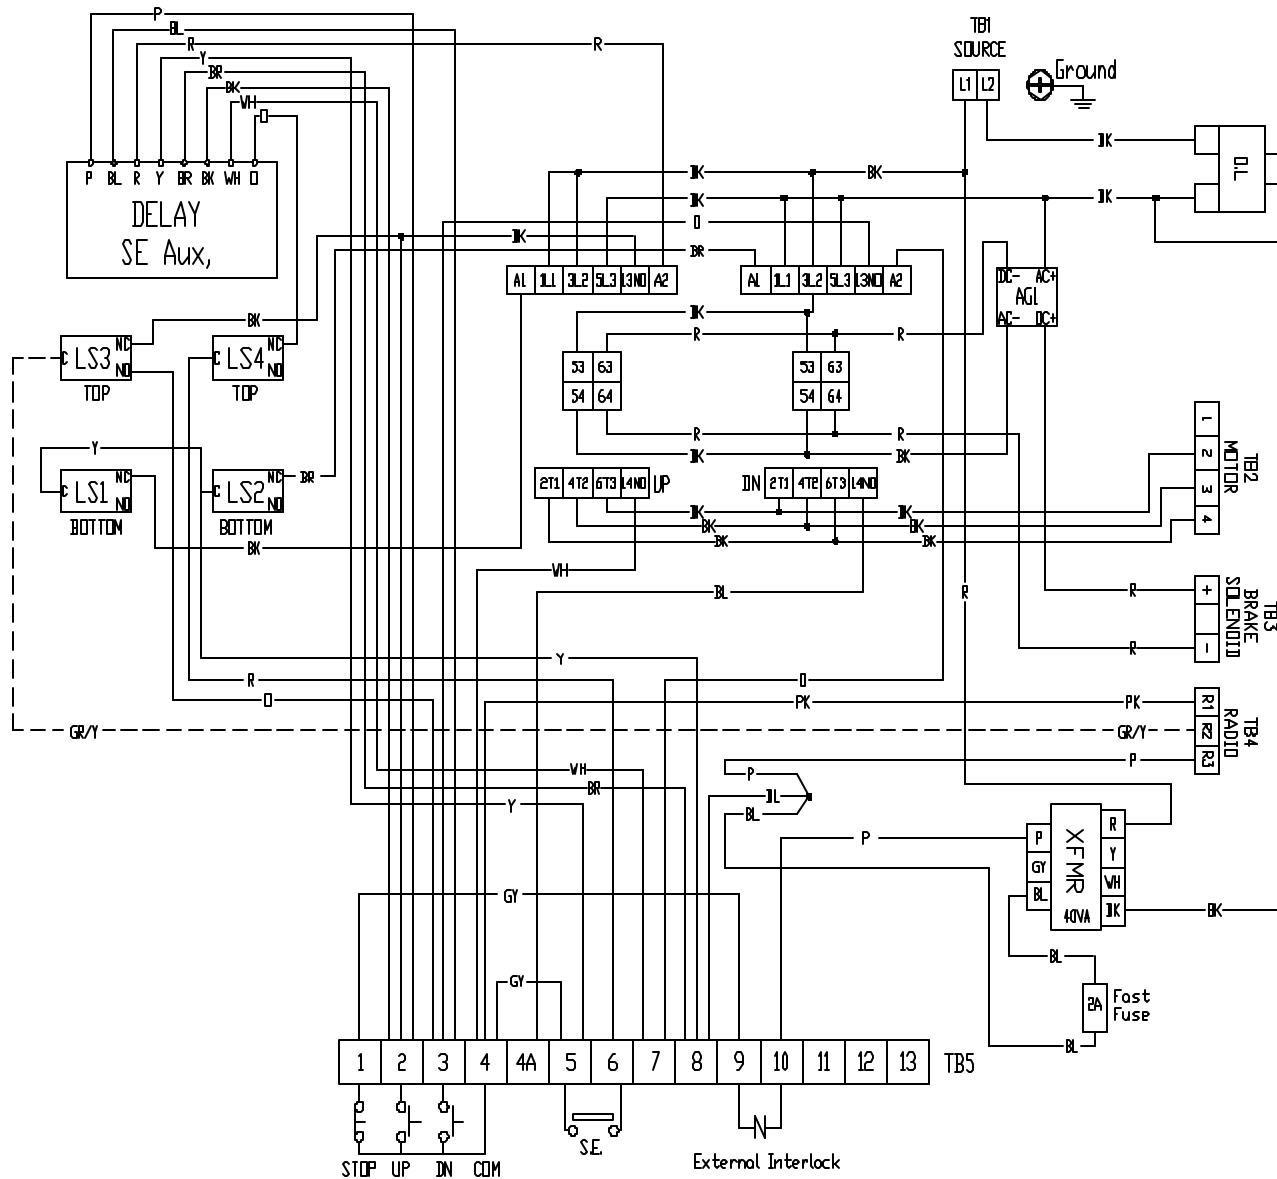 P
BL
R
R
Y
BR
BK
WH
O
P BL R Y BR BK WH O
DELAY
SE Aux,
TB1
SOURCE
L1 L2
Ground
BK
O.L
BK
BK
BK
BK
O
BK
BR
A1 1L1 3L2 5L3 13NO A2
A1 1L1 3L2 5L3 13NO A2
DC- AC+
AG1
AC- DC+
BK
BK
R
R
C LS3 NC NO
TOP
C LS4 NC NO
TOP
53 63
54 64
53 63
54 64
R
R
BK
BK
Y
C LS1 NC NO
BOTTOM
C LS2 NC NO
BOTTOM
BR
2T1 4T2 6T3 14NO UP
DN 2T1 4T2 6T3 14NO
1
2
3
4
TB2
MOTOR
BK
BK
BK
BK
BK
BK
BK
WH
BL
R
R
+
-
TB3
BRAKE
SOLENOID
R
Y
R
O
O
PK
PK
GR/Y
GR/Y
P
R1
R2
R3
TB4
RADIO
WH
BR
Y
P
BL
BL
P
P
GY
BL
XFMR
40VA
R
Y
WH
BK
BK
GY
GY
BL
2A
Fast
Fuse
BL
1 2 3 4 4A 5 6 7 8 9 10 11 12 13 TB5
STOP UP DN COM
S.E.
N
External Interlock